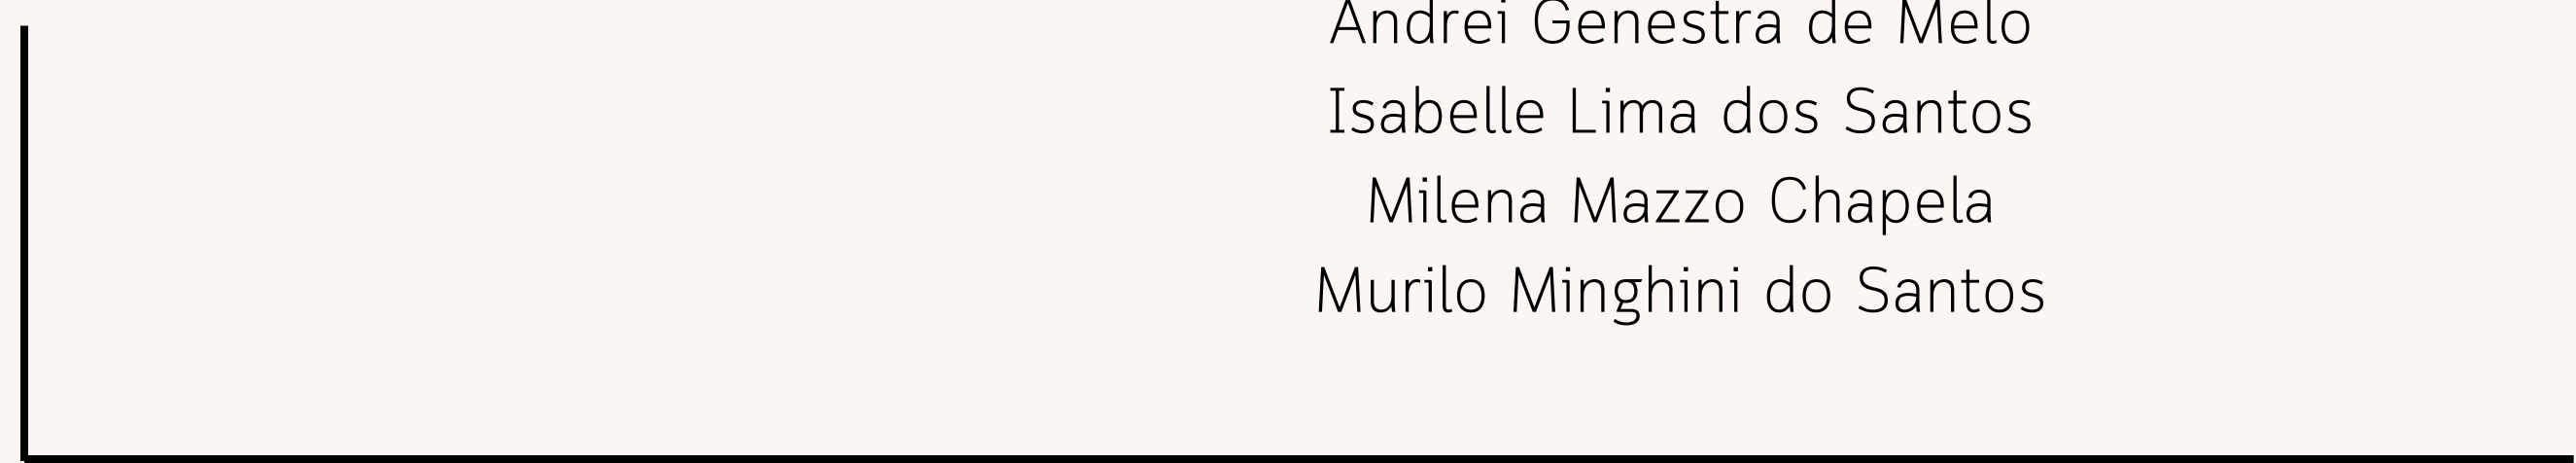 Andrei Genestra de Melo
Isabelle Lima dos Santos
Milena Mazzo Chapela
Murilo Minghini do Santos